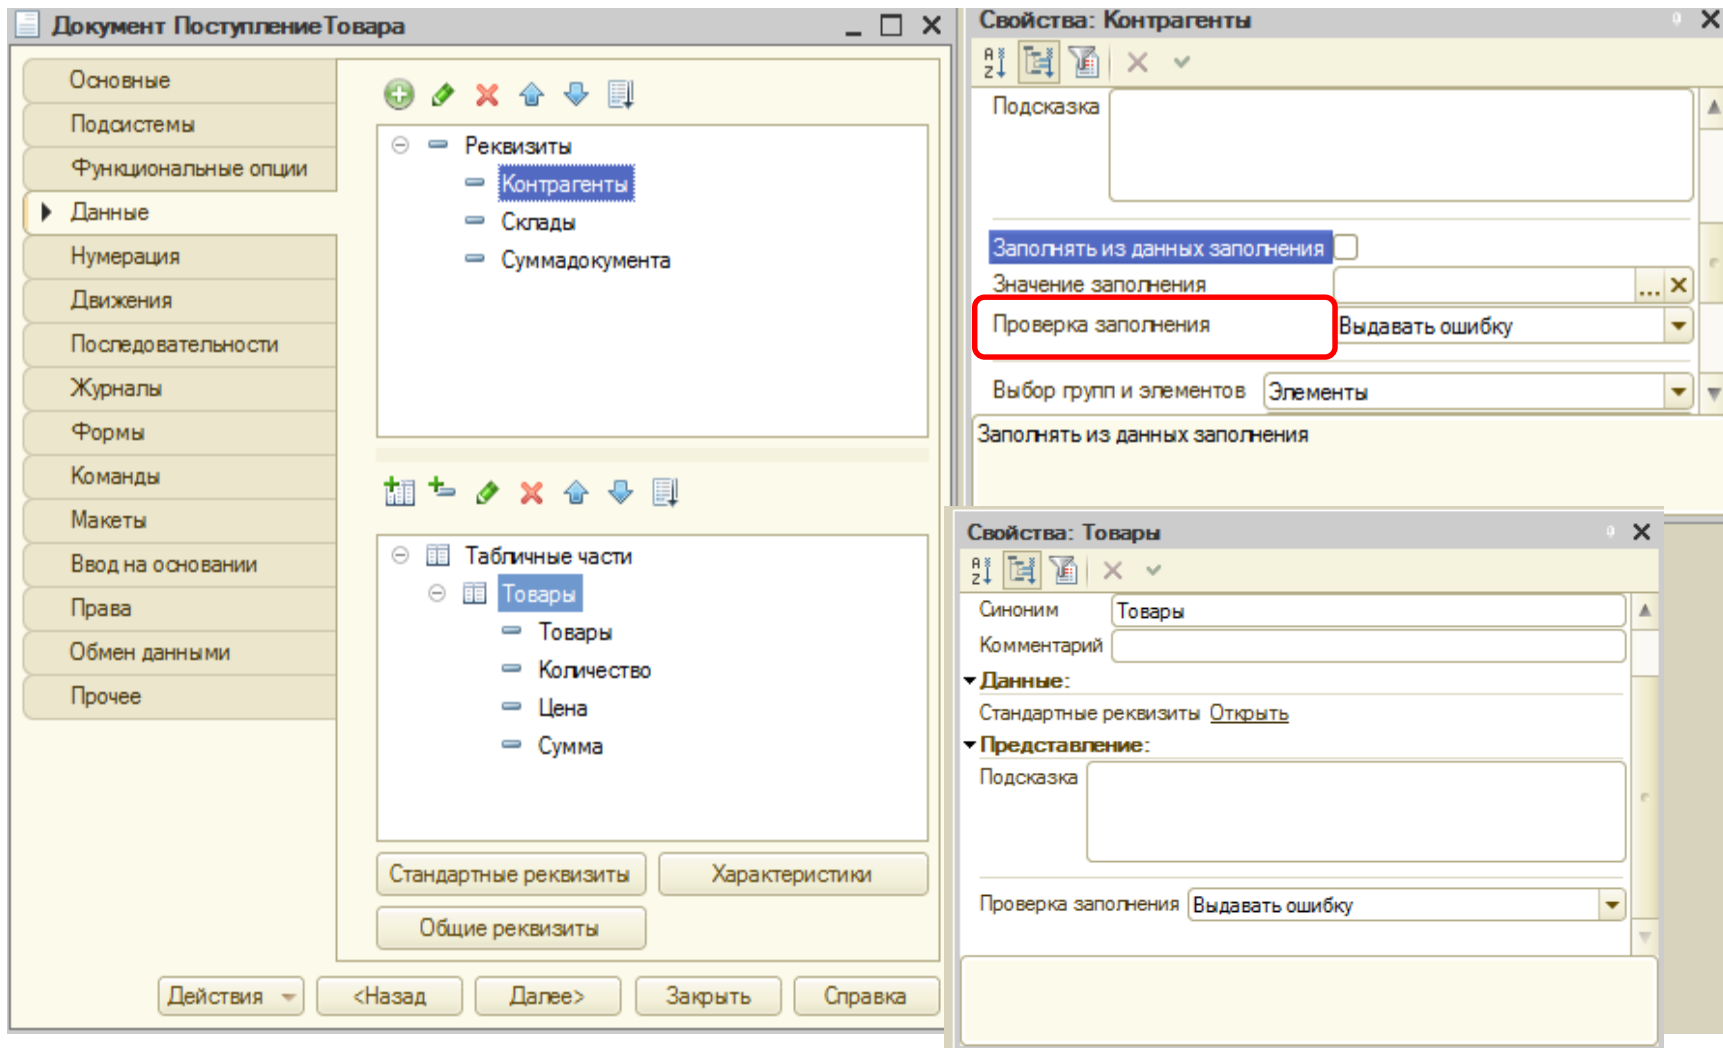 Документ ПоступлениеТовара
Основные
Подсистемы
Функциональные опции
Данные
Нумерация
Движения
Последовательности
Журналы
Формы
Команды
Макеты
Ввод на основании
Права
Обмен данными
Прочее
Реквизиты
Контрагенты
Склады
Суммадокумента
Табличные части
Товары
Товары
Количество
Цена
Сумма
Стандартные реквизиты
Характеристики
Общие реквизиты
Действия
<Назад
Далее>
Закрыть
Справка
Свойства: Контрагенты
Подсказка
Заполнять из данных заполнения
Значение заполнения
...
Проверка заполнения Выдавать ошибку
Выбор групп и элементов Элементы
Заполнять из данных заполнения
Свойства: Товары
Синоним Товары
Комментарий
Данные:
Стандартные реквизиты Открыть
Представление:
Подсказка
Проверка заполнения Выдавать ошибку